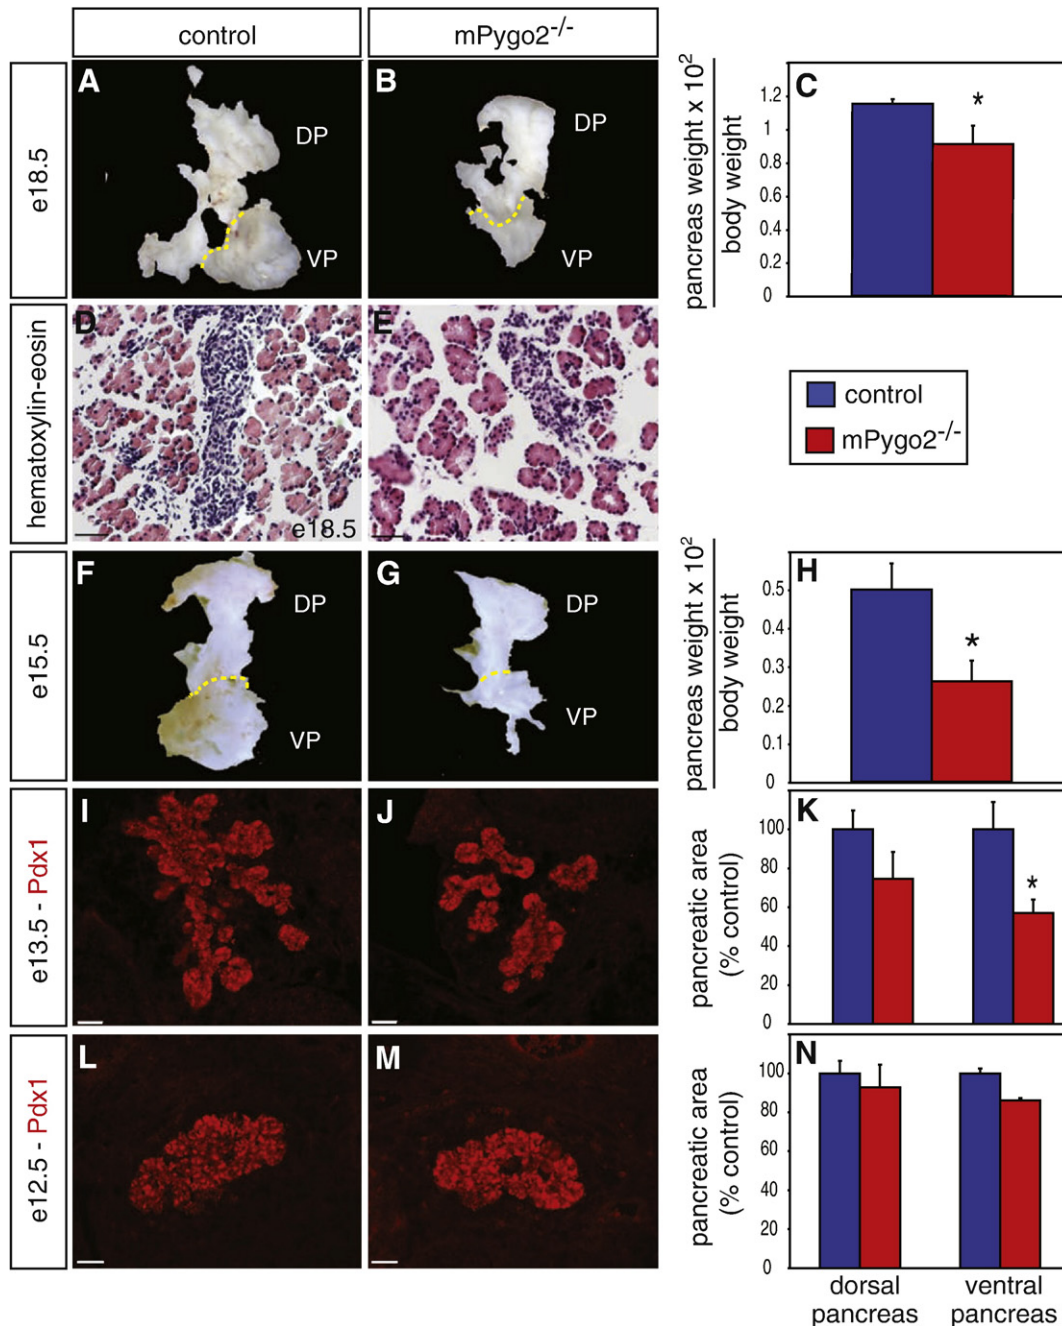 control
mPygo2-/-
e18.5
A
DP
VP
B
DP
VP
pancreas weight x 10²
body weight
C
1.2
1
0.8
0.6
0.4
0.2
0
*
hematoxylin-eosin
D
e18.5
E
control
mPygo2-/-
e15.5
F
DP
VP
G
DP
VP
pancreas weight x 10²
body weight
H
0.5
0.4
0.3
0.2
0.1
0
*
e13.5 - Pdx1
I
J
pancreatic area
(% control)
K
100
80
60
40
20
0
*
e12.5 - Pdx1
L
M
pancreatic area
(% control)
N
100
80
60
40
20
0
dorsal
pancreas
ventral
pancreas